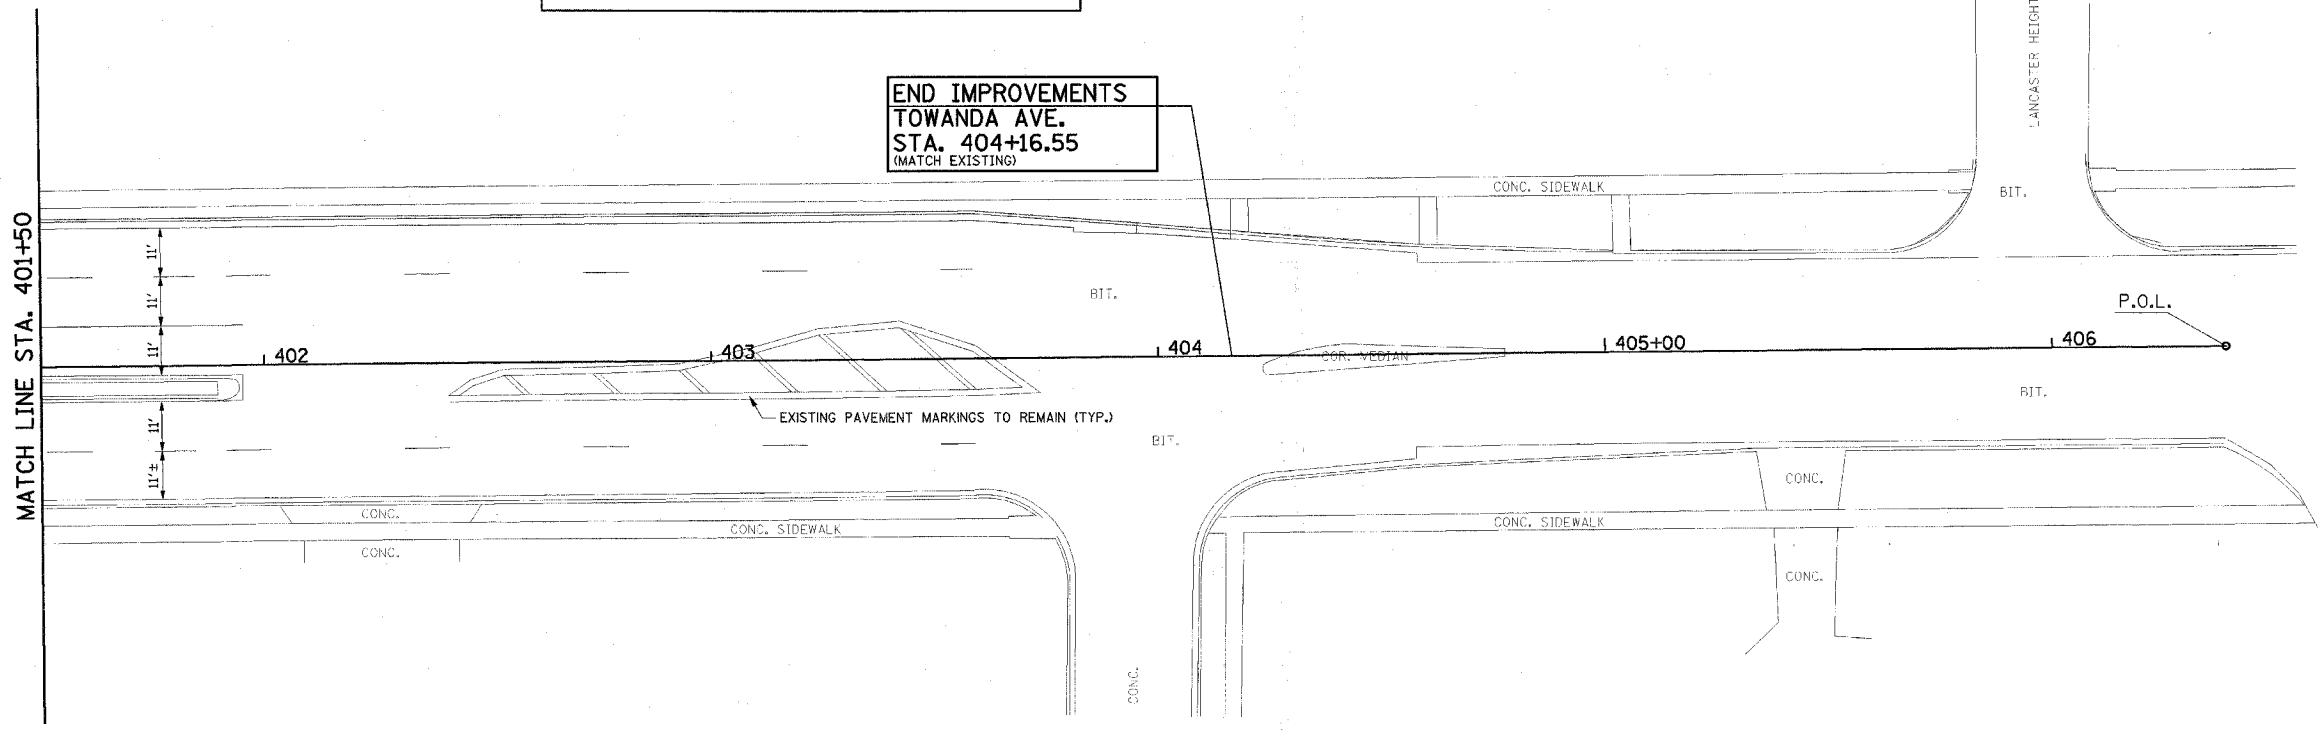 LANCASTER HEIGHT
END IMPROVEMENTS
TOWANDA AVE.
STA. 404+16.55
(MATCH EXISTING)
CONC. SIDEWALK
BIT.
MATCH LINE STA. 401+50
11'
11'
11'
11'
11'±
BIT.
P.O.L.
402
403
404
405+00
406
COR. MEDIAN
BIT.
EXISTING PAVEMENT MARKINGS TO REMAIN (TYP.)
BIT.
CONC.
CONC.
CONC. SIDEWALK
CONC. SIDEWALK
CONC.
CONC.
CONC.